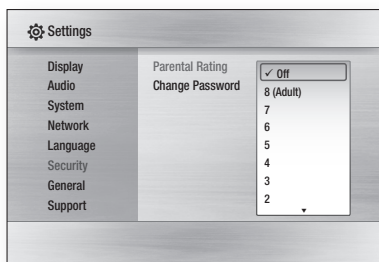 Settings
Display
Audio
System
Network
Language
Security
General
Support
Parental Rating
Change Password
✓ Off
8 (Adult)
7
6
5
4
3
2